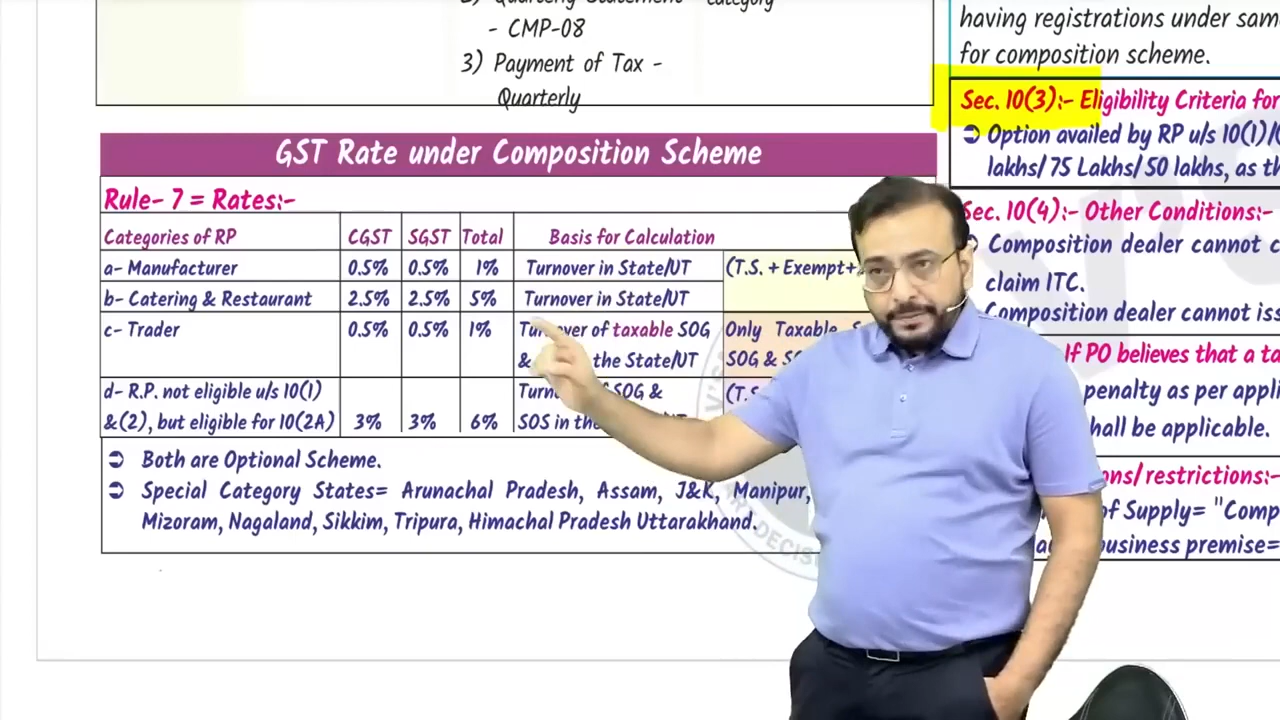 2) Quarterly Statement - category
- CMP-08
3) Payment of Tax -
Quarterly
GST Rate under Composition Scheme
Rule- 7 = Rates:-
Categories of RP CGST SGST Total Basis for Calculation
a- Manufacturer 0.5% 0.5% 1% Turnover in State/UT (T.S. + Exempt+
b- Catering & Restaurant 2.5% 2.5% 5% Turnover in State/UT
c- Trader 0.5% 0.5% 1% of taxable SOG Only Taxable
& the State/UT SOG &
d- R.P. not eligible u/s 10(1) SOG & (T.S.
&(2), but eligible for 10(2A) 3% 3% 6% SOS in the
➲ Both are Optional Scheme.
➲ Special Category States= Arunachal Pradesh, Assam, J&K, Manipur,
Mizoram, Nagaland, Sikkim, Tripura, Himachal Pradesh Uttarakhand.
having registrations under sam
for composition scheme.
Sec. 10(3):- Eligibility Criteria for
➲ Option availed by RP u/s 10(1)/
lakhs/ 75 Lakhs/ 50 lakhs, as th
Sec. 10(4):- Other Conditions:-
Composition dealer cannot c
claim ITC.
Composition dealer cannot iss
If PO believes that a ta
penalty as per appli
hall be applicable.
ons/restrictions:-
of Supply= "Comp
business premise=